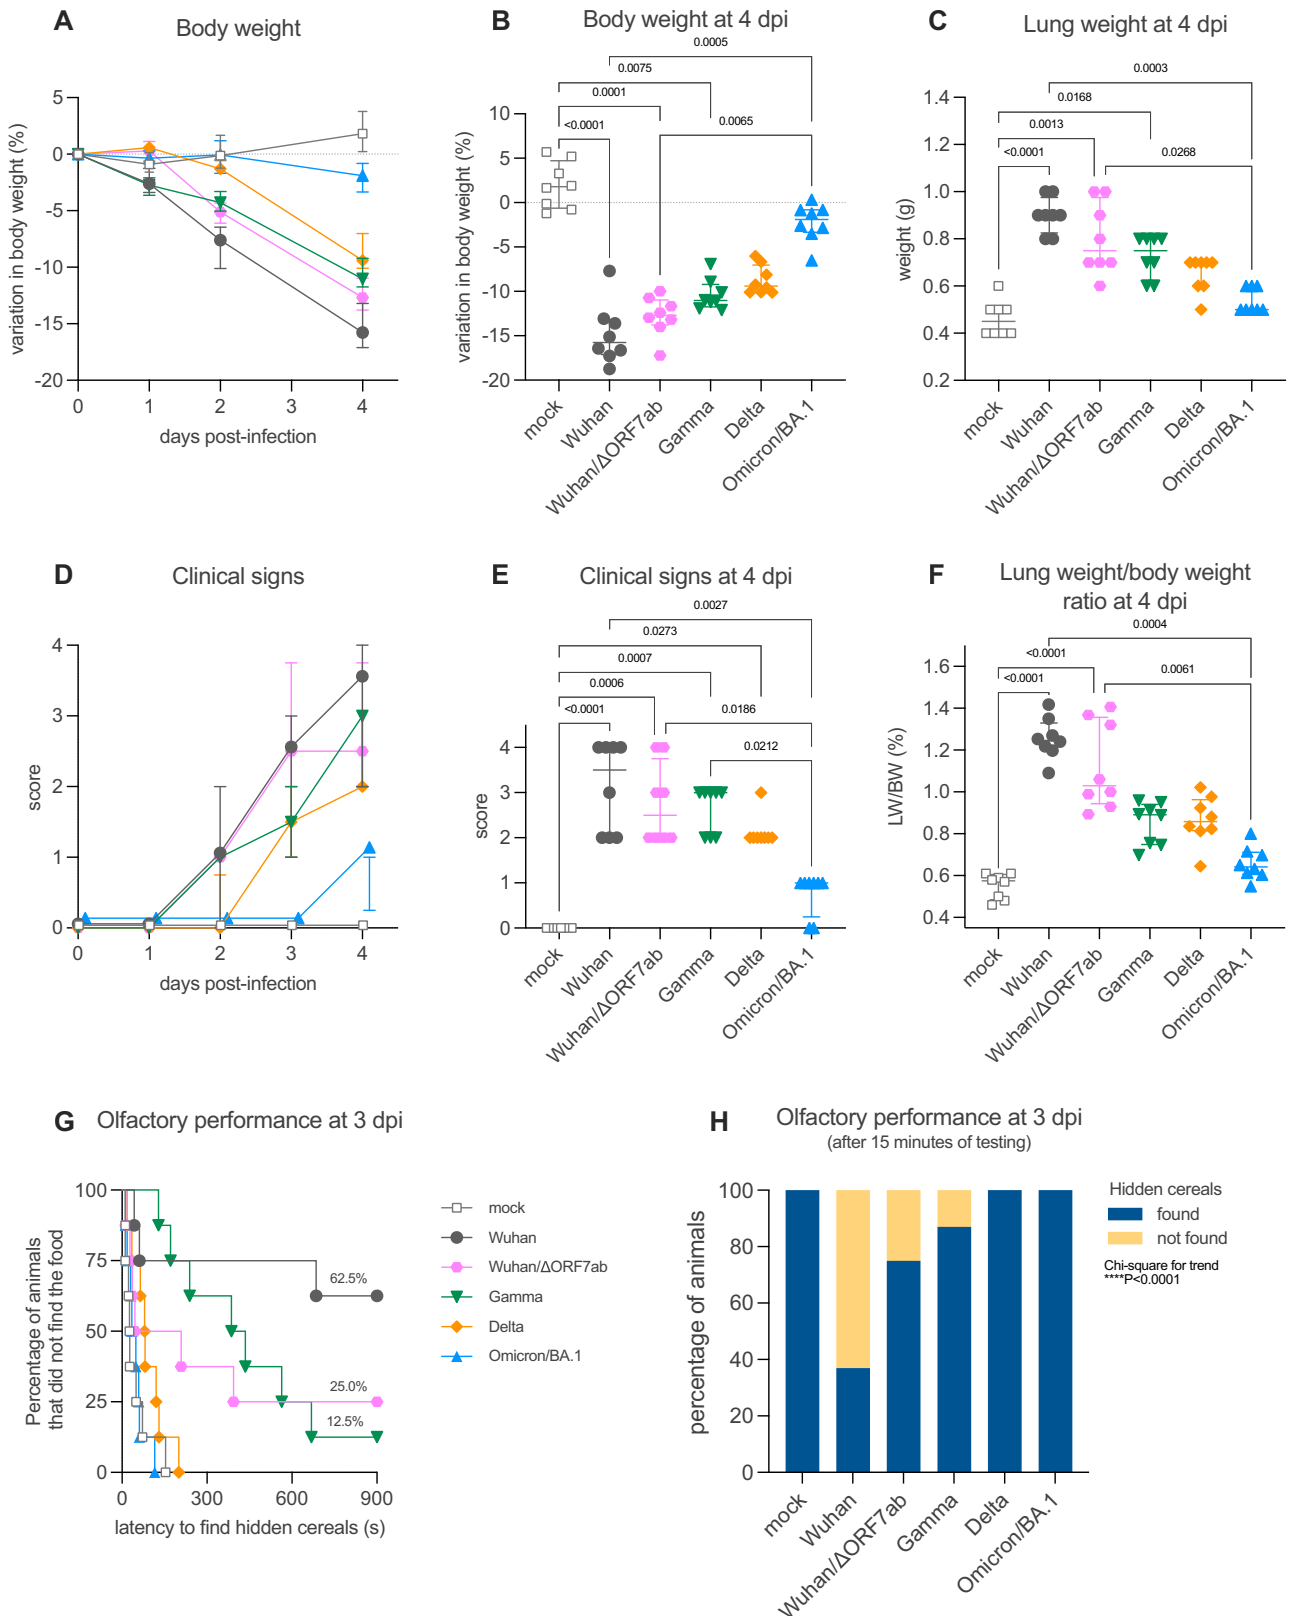 A
Body weight
variation in body weight (%)
5
0
-5
-10
-15
-20
0 1 2 3 4
days post-infection
B
Body weight at 4 dpi
0.0005
0.0075
0.0001
<0.0001
0.0065
variation in body weight (%)
10
5
0
-5
-10
-15
-20
mock
Wuhan
Wuhan/ΔORF7ab
Gamma
Delta
Omicron/BA.1
C
Lung weight at 4 dpi
0.0003
0.0168
0.0013
<0.0001
0.0268
weight (g)
1.4
1.2
1.0
0.8
0.6
0.4
0.2
mock
Wuhan
Wuhan/ΔORF7ab
Gamma
Delta
Omicron/BA.1
D
Clinical signs
score
4
3
2
1
0
0 1 2 3 4
days post-infection
E
Clinical signs at 4 dpi
0.0027
0.0273
0.0007
0.0006
<0.0001
0.0186
0.0212
score
4
3
2
1
0
mock
Wuhan
Wuhan/ΔORF7ab
Gamma
Delta
Omicron/BA.1
F
Lung weight/body weight
ratio at 4 dpi
0.0004
<0.0001
<0.0001
0.0061
LW/BW (%)
1.6
1.4
1.2
1.0
0.8
0.6
0.4
mock
Wuhan
Wuhan/ΔORF7ab
Gamma
Delta
Omicron/BA.1
G
Olfactory performance at 3 dpi
Percentage of animals
that did not find the food
100
75
50
25
0
62.5%
25.0%
12.5%
0 300 600 900
latency to find hidden cereals (s)
mock
Wuhan
Wuhan/ΔORF7ab
Gamma
Delta
Omicron/BA.1
H
Olfactory performance at 3 dpi
(after 15 minutes of testing)
percentage of animals
100
80
60
40
20
0
mock
Wuhan
Wuhan/ΔORF7ab
Gamma
Delta
Omicron/BA.1
Hidden cereals
found
not found
Chi-square for trend
****P<0.0001